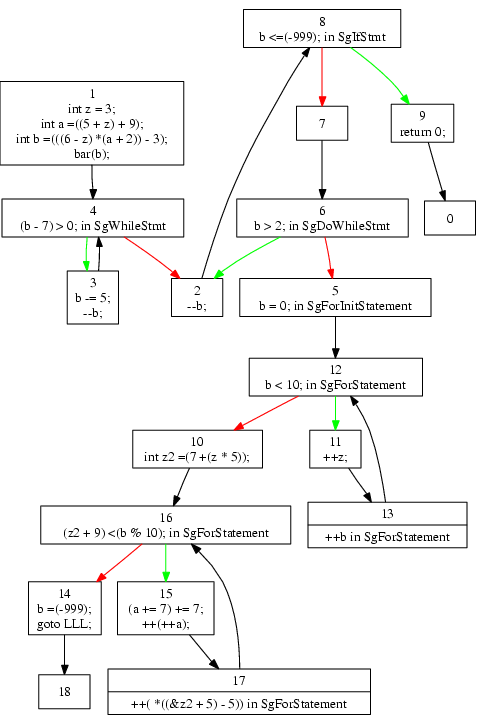 8
b <=(-999); in SgIfStmt
1
int z = 3;
int a =((5 + z) + 9);
int b =(((6 - z) *(a + 2)) - 3);
bar(b);
7
9
return 0;
4
(b - 7) > 0; in SgWhileStmt
6
b > 2; in SgDoWhileStmt
0
3
b -= 5;
--b;
2
--b;
5
b = 0; in SgForInitStatement
12
b < 10; in SgForStatement
10
int z2 =(7 +(z * 5));
11
++z;
13
++b in SgForStatement
16
(z2 + 9) <(b % 10); in SgForStatement
14
b =(-999);
goto LLL;
15
(a += 7) += 7;
++(++a);
18
17
++( *((&z2 + 5) - 5)) in SgForStatement